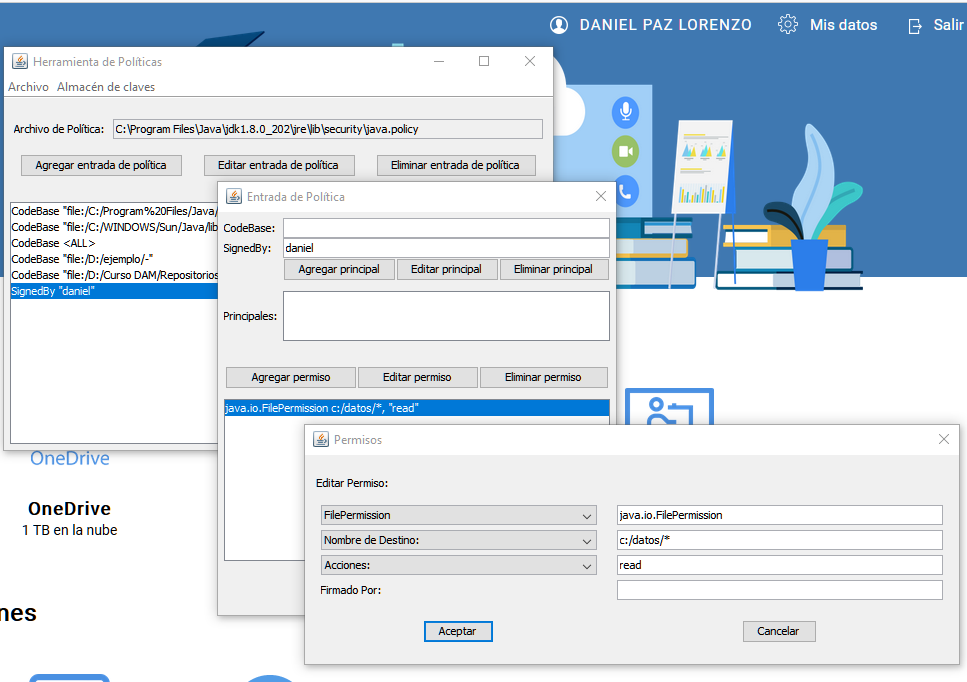 DANIEL PAZ LORENZO
Mis datos
Salir
Herramienta de Políticas
Archivo Almacén de claves
Archivo de Política: C:\Program Files\Java\jdk1.8.0_202\jre\lib\security\java.policy
Agregar entrada de política
Editar entrada de política
Eliminar entrada de política
CodeBase "file:/C:/Program%20Files/Java/
CodeBase "file:/C:/WINDOWS/Sun/Java/lib
CodeBase <ALL>
CodeBase "file:/D:/ejemplo/-"
CodeBase "file:/D:/Curso DAM/Repositorios
SignedBy "daniel"
Entrada de Política
CodeBase:
SignedBy: daniel
Agregar principal
Editar principal
Eliminar principal
Principales:
Agregar permiso
Editar permiso
Eliminar permiso
java.io.FilePermission c:/datos/*, "read"
Permisos
Editar Permiso:
FilePermission java.io.FilePermission
Nombre de Destino: c:/datos/*
Acciones: read
Firmado Por:
Aceptar
Cancelar
OneDrive
OneDrive
1 TB en la nube
nes